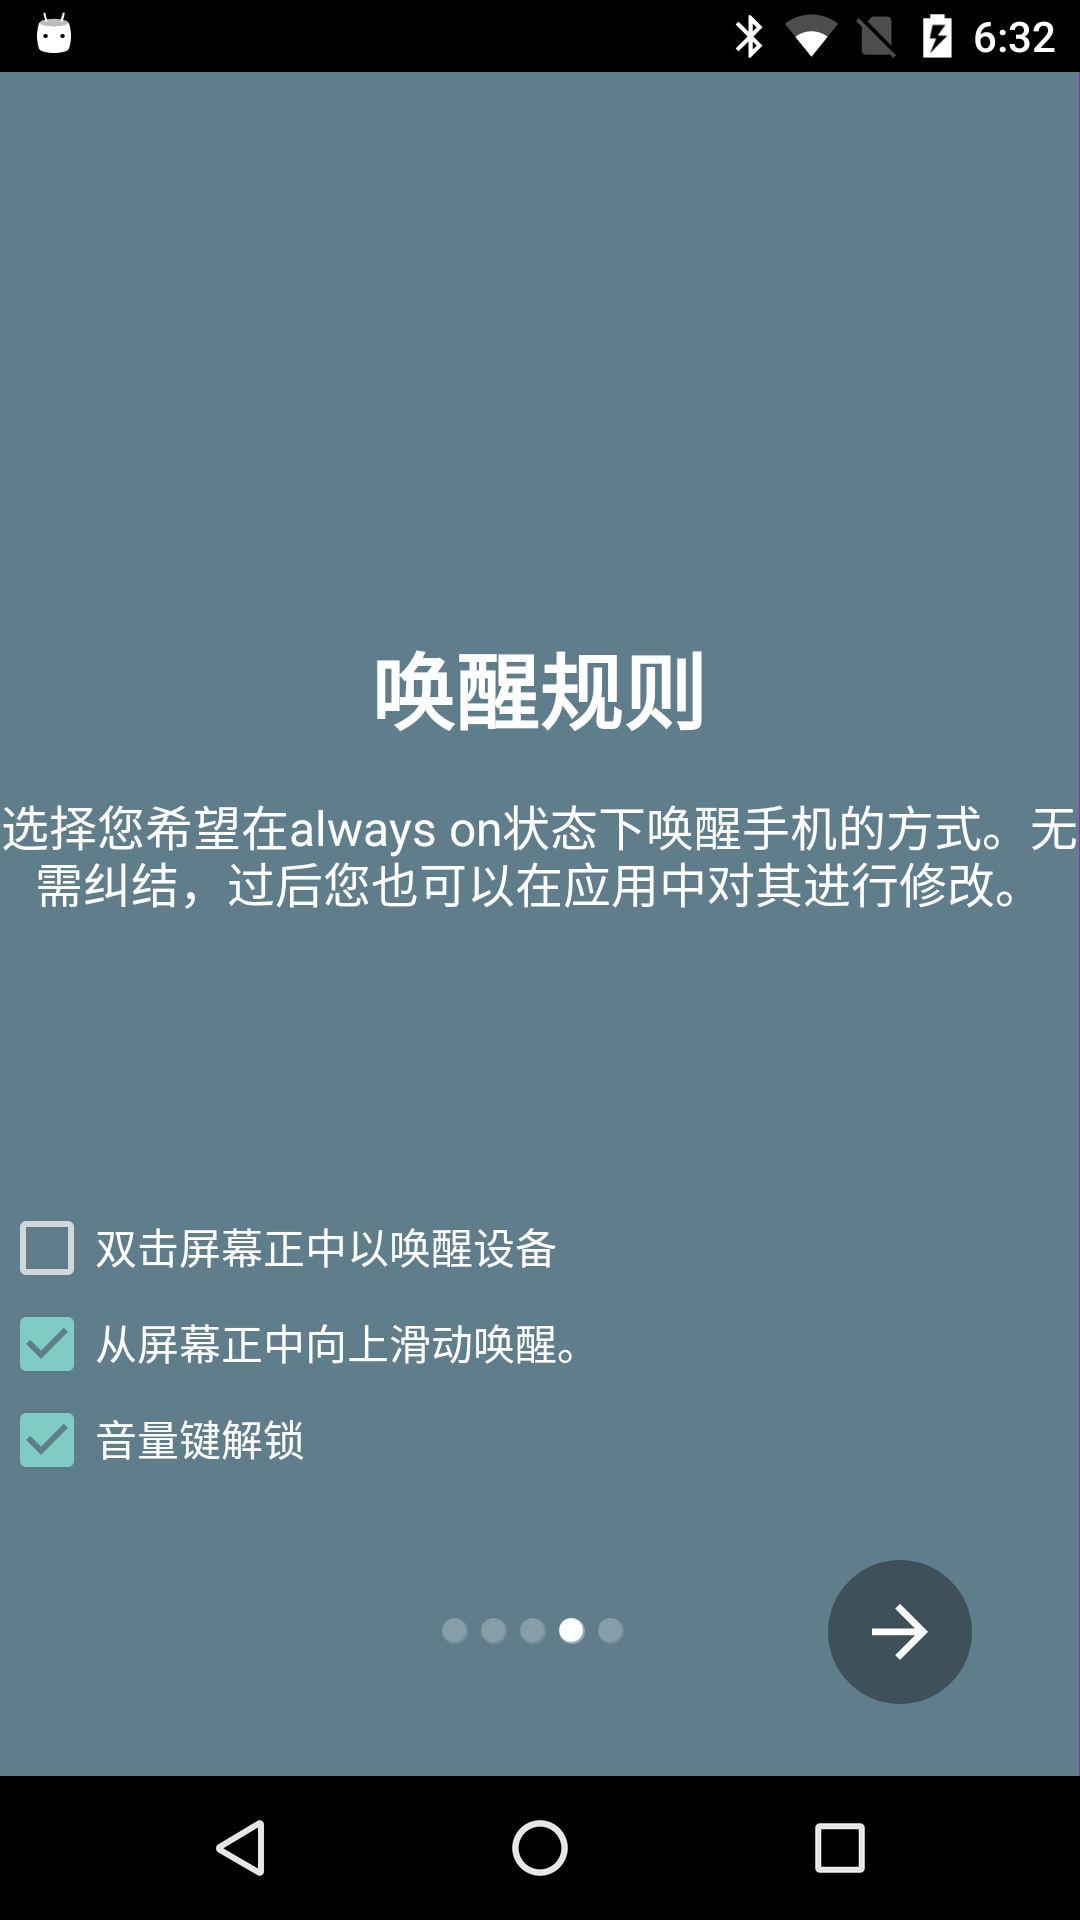 6:32
唤醒规则
选择您希望在always on状态下唤醒手机的方式。无
需纠结，过后您也可以在应用中对其进行修改。
双击屏幕正中以唤醒设备
从屏幕正中向上滑动唤醒。
音量键解锁